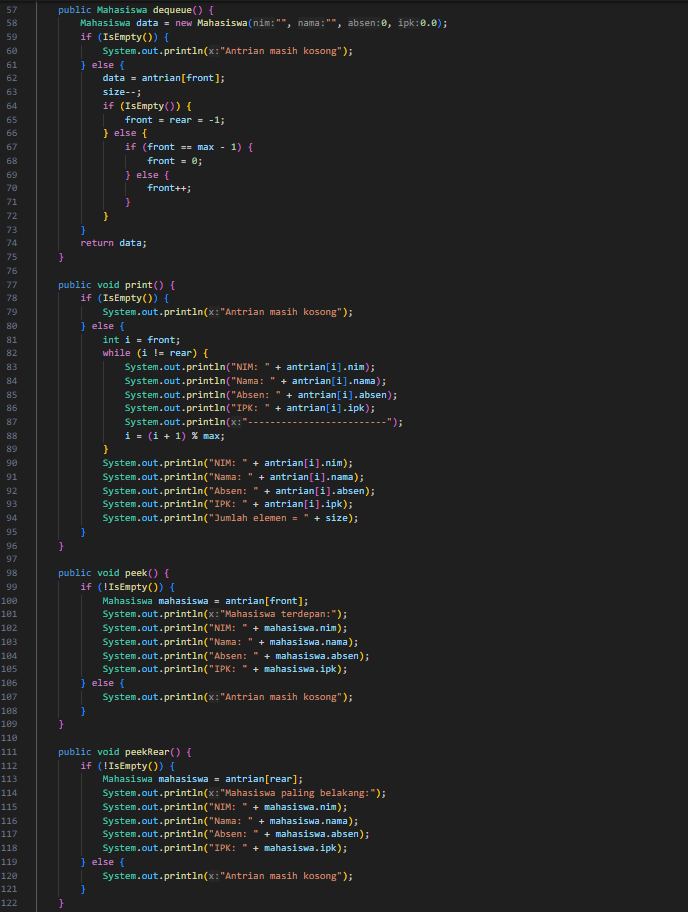 57 public Mahasiswa dequeue() {
58 Mahasiswa data = new Mahasiswa(nim:"", nama:"", absen:0, ipk:0.0);
59 if (IsEmpty()) {
60 System.out.println(x:"Antrian masih kosong");
61 } else {
62 data = antrian[front];
63 size--;
64 if (IsEmpty()) {
65 front = rear = -1;
66 } else {
67 if (front == max - 1) {
68 front = 0;
69 } else {
70 front++;
71 }
72 }
73 }
74 return data;
75 }
76
77 public void print() {
78 if (IsEmpty()) {
79 System.out.println(x:"Antrian masih kosong");
80 } else {
81 int i = front;
82 while (i != rear) {
83 System.out.println("NIM: " + antrian[i].nim);
84 System.out.println("Nama: " + antrian[i].nama);
85 System.out.println("Absen: " + antrian[i].absen);
86 System.out.println("IPK: " + antrian[i].ipk);
87 System.out.println(x:"-------------------------");
88 i = (i + 1) % max;
89 }
90 System.out.println("NIM: " + antrian[i].nim);
91 System.out.println("Nama: " + antrian[i].nama);
92 System.out.println("Absen: " + antrian[i].absen);
93 System.out.println("IPK: " + antrian[i].ipk);
94 System.out.println("Jumlah elemen = " + size);
95 }
96 }
97
98 public void peek() {
99 if (!IsEmpty()) {
100 Mahasiswa mahasiswa = antrian[front];
101 System.out.println(x:"Mahasiswa terdepan:");
102 System.out.println("NIM: " + mahasiswa.nim);
103 System.out.println("Nama: " + mahasiswa.nama);
104 System.out.println("Absen: " + mahasiswa.absen);
105 System.out.println("IPK: " + mahasiswa.ipk);
106 } else {
107 System.out.println(x:"Antrian masih kosong");
108 }
109 }
110
111 public void peekRear() {
112 if (!IsEmpty()) {
113 Mahasiswa mahasiswa = antrian[rear];
114 System.out.println(x:"Mahasiswa paling belakang:");
115 System.out.println("NIM: " + mahasiswa.nim);
116 System.out.println("Nama: " + mahasiswa.nama);
117 System.out.println("Absen: " + mahasiswa.absen);
118 System.out.println("IPK: " + mahasiswa.ipk);
119 } else {
120 System.out.println(x:"Antrian masih kosong");
121 }
122 }